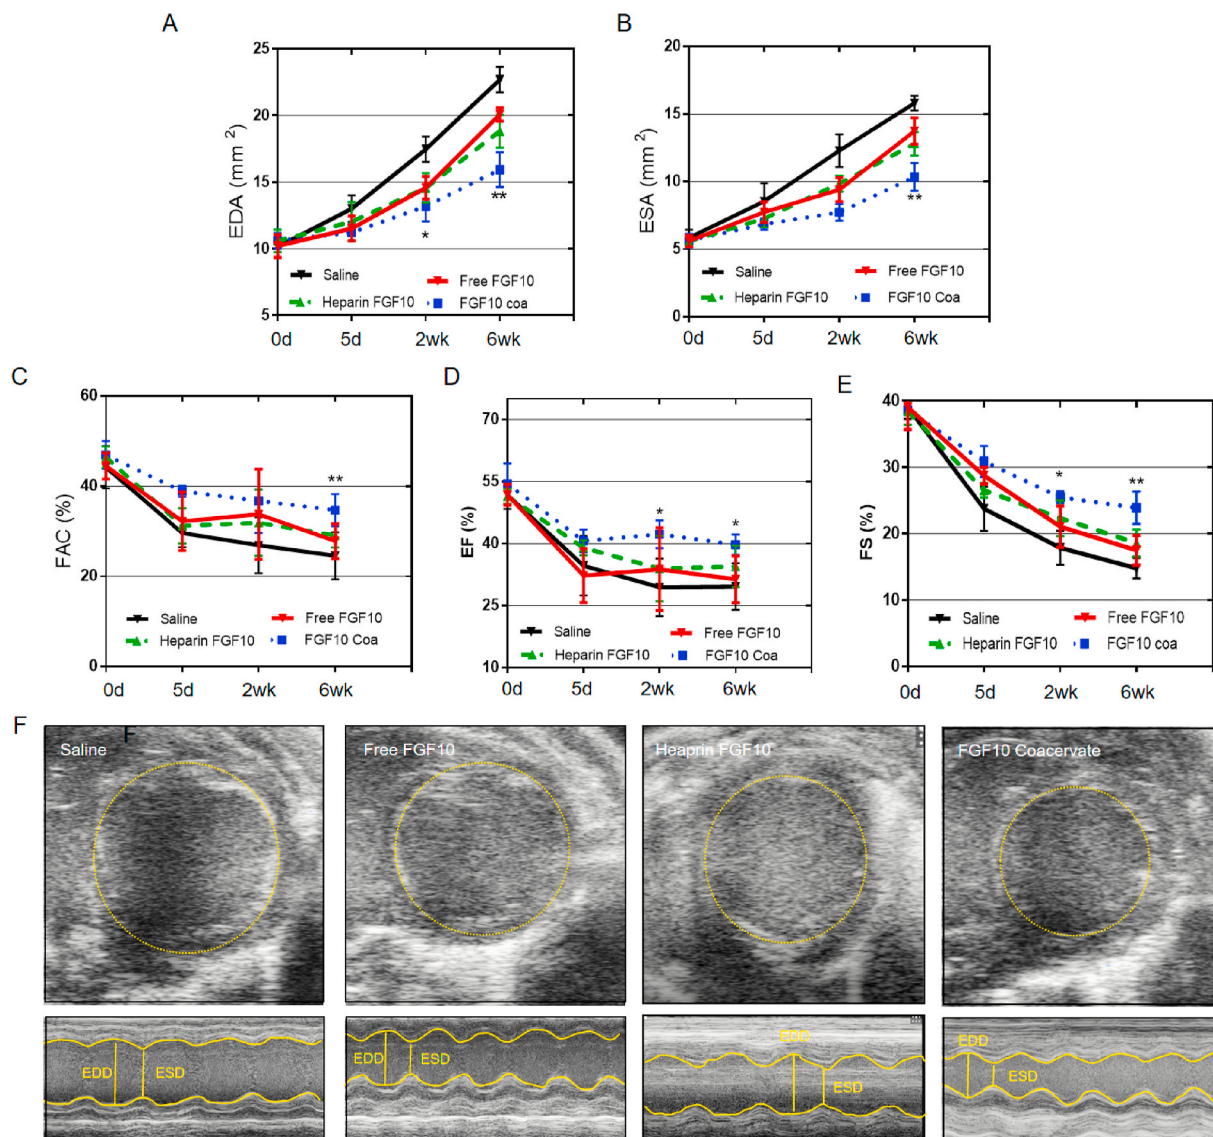 A
B
25
20
15
10
5
EDA (mm 2)
**
*
Saline
Free FGF10
Heparin FGF10
FGF10 coa
0d 5d 2wk 6wk
20
15
10
5
0
ESA (mm 2)
**
Saline
Free FGF10
Heparin FGF10
FGF10 Coa
0d 5d 2wk 6wk
C
D
E
60
40
20
0
FAC (%)
**
Saline
Free FGF10
Heparin FGF10
FGF10 Coa
0d 5d 2wk 6wk
70
55
40
25
10
EF (%)
* *
Saline
Free FGF10
Heparin FGF10
FGF10 Coa
0d 5d 2wk 6wk
40
30
20
10
0
FS (%)
* **
Saline
Free FGF10
Heparin FGF10
FGF10 coa
0d 5d 2wk 6wk
F
F
Saline
Free FGF10
Heaprin FGF10
FGF10 Coacervate
EDD ESD
EDD ESD
EDD
ESD
EDD
ESD